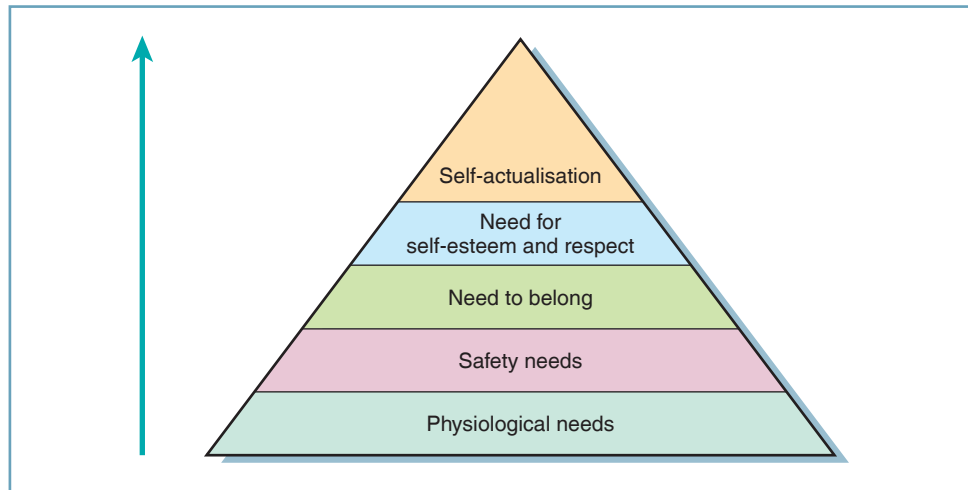 Self-actualisation
Need for
self-esteem and respect
Need to belong
Safety needs
Physiological needs